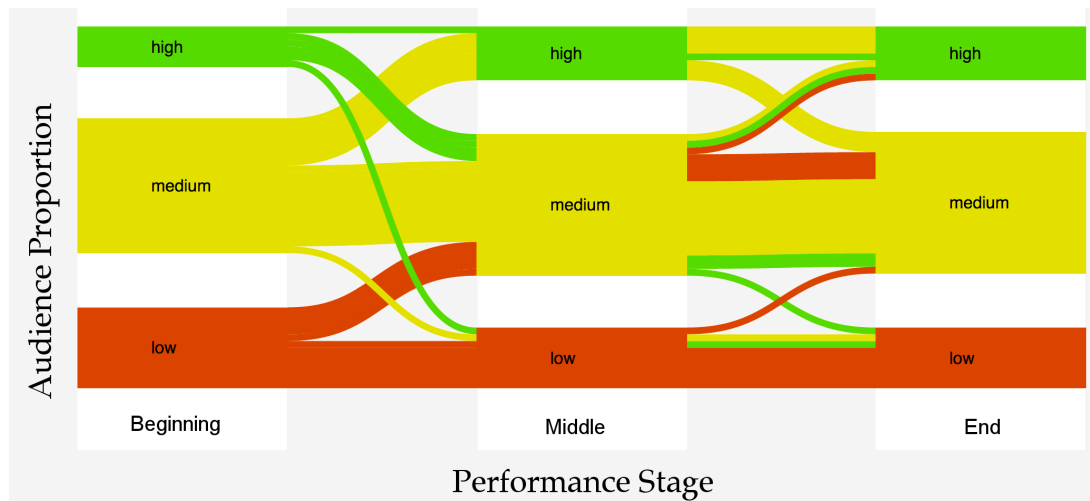 Audience Proportion
high
high
high
medium
medium
medium
low
low
low
Beginning
Middle
End
Performance Stage